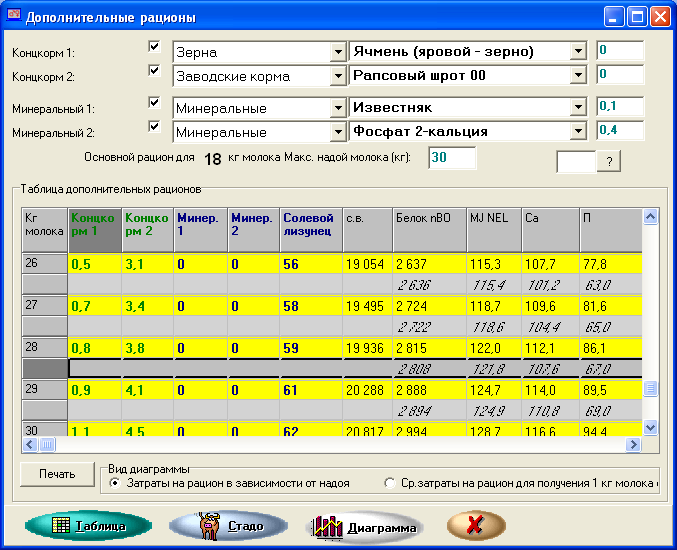 Дополнительные рационы
Концкорм 1: Зерна Ячмень (яровой - зерно) 0
Концкорм 2: Заводские корма Рапсовый шрот 00 0
Минеральный 1: Минеральные Известняк 0,1
Минеральный 2: Минеральные Фосфат 2-кальция 0,4
Основной рацион для 18 кг молока Макс. надой молока (кг): 30 ?
Таблица дополнительных рационов
Кг Концко Концко Минер. Минер. Солевой с.в. Белок nBO MJ NEL Ca П
молока рм 1 рм 2 1 2 лизунец
26 0,5 3,1 0 0 56 19 054 2 637 115,3 107,7 77,8
2 636 115,4 101,2 63,0
27 0,7 3,4 0 0 58 19 495 2 724 118,7 109,6 81,6
2 722 118,6 104,4 65,0
28 0,8 3,8 0 0 59 19 936 2 815 122,0 112,1 86,1
2 808 121,8 107,6 67,0
29 0,9 4,1 0 0 61 20 288 2 888 124,7 114,0 89,5
2 894 124,9 110,8 69,0
30 1,1 4,5 0 0 62 20 817 2 994 128,7 116,6 94,4
Печать
Вид диаграммы
Затраты на рацион в зависимости от надоя Ср.затраты на рацион для получения 1 кг молока
Таблица Стадо Диаграмма